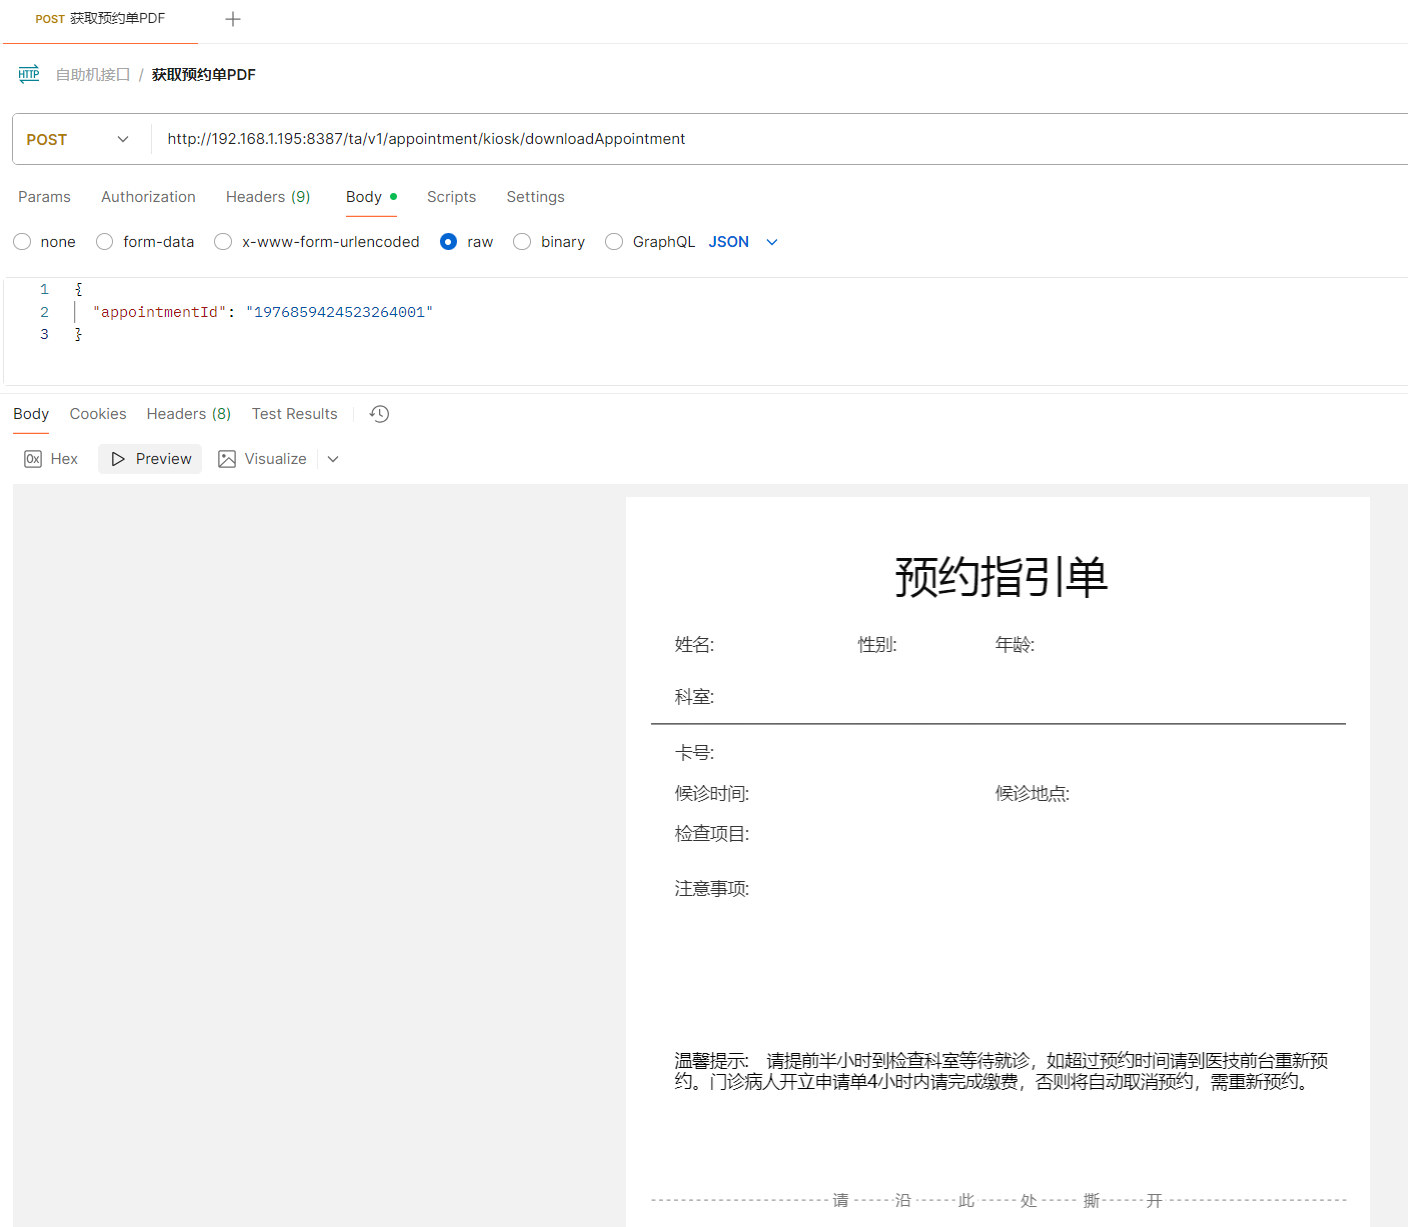 POST 获取预约单PDF
HTTP 自助机接口 / 获取预约单PDF
POST http://192.168.1.195:8387/ta/v1/appointment/kiosk/downloadAppointment
Params Authorization Headers (9) Body Scripts Settings
none form-data x-www-form-urlencoded raw binary GraphQL JSON
1 {
2 "appointmentId": "1976859424523264001"
3 }
Body Cookies Headers (8) Test Results
0x Hex Preview Visualize
预约指引单
姓名: 性别: 年龄:
科室:
卡号:
候诊时间: 候诊地点:
检查项目:
注意事项:
温馨提示: 请提前半小时到检查科室等待就诊，如超过预约时间请到医技前台重新预
约。门诊病人开立申请单4小时内请完成缴费，否则将自动取消预约，需重新预约。
请 沿 此 处 撕 开